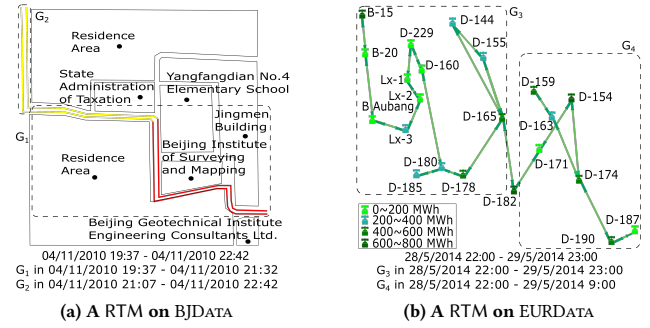 G2
Residence
Area
State
Administration
of Taxation
Yangfangdian No.4
Elementary School
Jingmen
Building
G1
Residence
Area
Beijing Institute
of Surveying
and Mapping
Beijing Geotechnical Institute
Engineering Consultants Ltd.
04/11/2010 19:37 - 04/11/2010 22:42
G1 in 04/11/2010 19:37 - 04/11/2010 21:32
G2 in 04/11/2010 21:07 - 04/11/2010 22:42
(a) A RTM on BJDATA
B-15
D-144
G3
D-229
D-155
G4
B-20
D-160
Lx-1
D-159
Lx-2
D-154
B Aubang
D-165
D-163
Lx-3
D-171
D-180
D-174
D-185
D-178
D-182
D-187
D-190
0~200 MWh
200~400 MWh
400~600 MWh
600~800 MWh
28/5/2014 22:00 - 29/5/2014 23:00
G3 in 28/5/2014 22:00 - 29/5/2014 23:00
G4 in 28/5/2014 22:00 - 29/5/2014 9:00
(b) A RTM on EURDATA